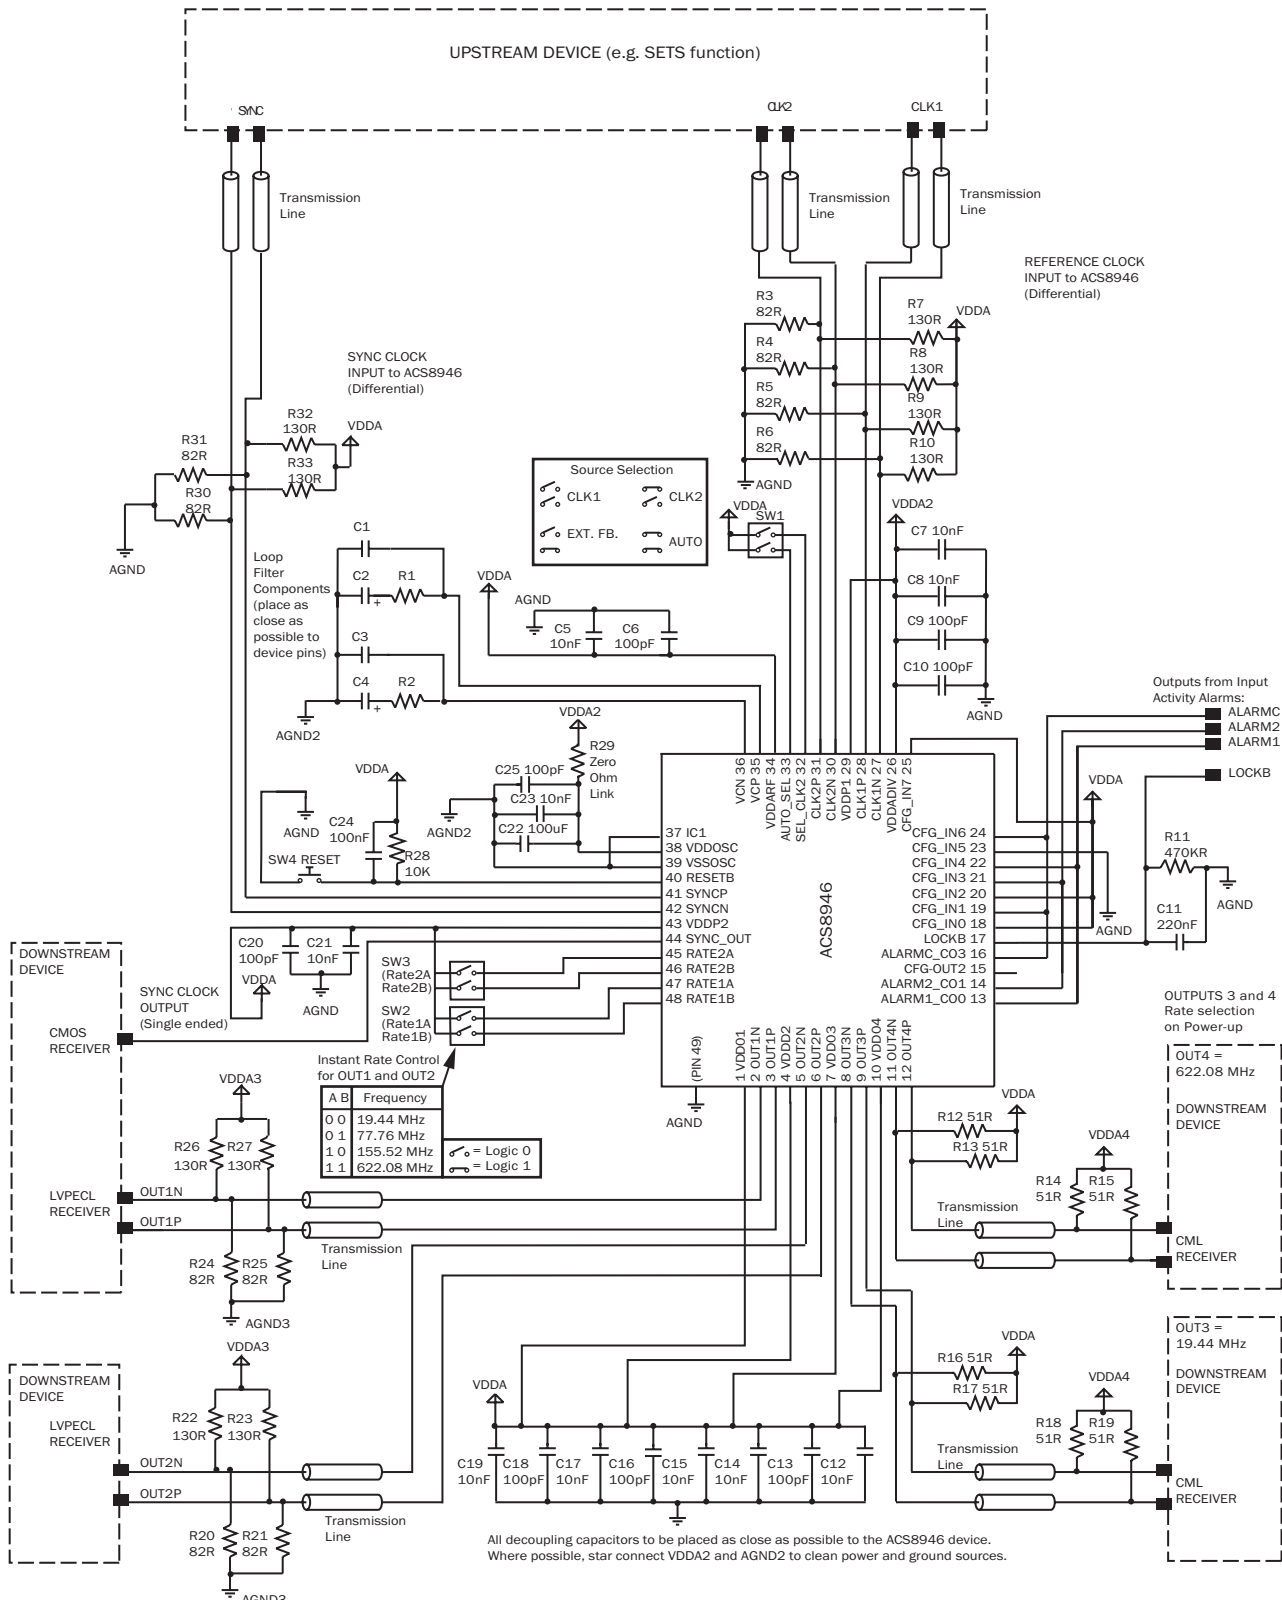 UPSTREAM DEVICE (e.g. SETS function)
SYNC
CLK2
CLK1
Transmission
Line
Transmission
Line
Transmission
Line
REFERENCE CLOCK
INPUT to ACS8946
(Differential)
R3
82R
R4
82R
R5
82R
R6
82R
AGND
R7
130R
R8
130R
R9
130R
R10
130R
VDDA
SYNC CLOCK
INPUT to ACS8946
(Differential)
R32
130R
R33
130R
VDDA
R31
82R
R30
82R
AGND
Source Selection
CLK1
CLK2
EXT. FB.
AUTO
VDDA
SW1
VDDA2
C7 10nF
C8 10nF
C9 100pF
C10 100pF
AGND
Loop
Filter
Components
(place as
close as
possible to
device pins)
C1
C2
R1
+
C3
C4
R2
+
AGND2
VDDA
AGND
C5
10nF
C6
100pF
Outputs from Input
Activity Alarms:
ALARMC
ALARM2
ALARM1
LOCKB
VDDA2
R29
Zero
Ohm
Link
C25 100pF
C23 10nF
C22 100uF
AGND2
VDDA
AGND
C24
100nF
SW4 RESET
R28
10K
VCN 36
VCP 35
VDDARF 34
AUTO_SEL 33
SEL_CLK2 32
CLK2P 31
CLK2N 30
VDDP1 29
CLK1P 28
CLK1N 27
VDDADIV 26
CFG_IN7 25
37 IC1
38 VDDOSC
39 VSSOSC
40 RESETB
41 SYNCP
42 SYNCN
43 VDDP2
44 SYNC_OUT
45 RATE2A
46 RATE2B
47 RATE1A
48 RATE1B
ACS8946
CFG_IN6 24
CFG_IN5 23
CFG_IN4 22
CFG_IN3 21
CFG_IN2 20
CFG_IN1 19
CFG_IN0 18
LOCKB 17
ALARMC_CO3 16
CFG-OUT2 15
ALARM2_CO1 14
ALARM1_CO0 13
(PIN 49)
1 VDDO1
2 OUT1N
3 OUT1P
4 VDDD2
5 OUT2N
6 OUT2P
7 VDDO3
8 OUT3N
9 OUT3P
10 VDDO4
11 OUT4N
12 OUT4P
AGND
VDDA
R11
470KR
AGND
C11
220nF
AGND
C20
100pF
C21
10nF
VDDA
AGND
SW3
(Rate2A
Rate2B)
SW2
(Rate1A
Rate1B)
DOWNSTREAM
DEVICE
SYNC CLOCK
OUTPUT
(Single ended)
CMOS
RECEIVER
Instant Rate Control
for OUT1 and OUT2
A B Frequency
0 0 19.44 MHz
0 1 77.76 MHz
1 0 155.52 MHz
1 1 622.08 MHz
= Logic 0
= Logic 1
VDDA3
R26
130R
R27
130R
LVPECL
RECEIVER
OUT1N
OUT1P
Transmission
Line
R24
82R
R25
82R
AGND3
VDDA3
DOWNSTREAM
DEVICE
LVPECL
RECEIVER
R22
130R
R23
130R
OUT2N
OUT2P
Transmission
Line
R20
82R
R21
82R
AGND3
VDDA
C19
10nF
C18
100pF
C17
10nF
C16
100pF
C15
10nF
C14
10nF
C13
100pF
C12
10nF
All decoupling capacitors to be placed as close as possible to the ACS8946 device.
Where possible, star connect VDDA2 and AGND2 to clean power and ground sources.
OUTPUTS 3 and 4
Rate selection
on Power-up
OUT4 =
622.08 MHz
DOWNSTREAM
DEVICE
VDDA
R12 51R
R13 51R
VDDA4
R14
51R
R15
51R
Transmission
Line
CML
RECEIVER
OUT3 =
19.44 MHz
DOWNSTREAM
DEVICE
VDDA
R16 51R
R17 51R
VDDA4
R18
51R
R19
51R
Transmission
Line
CML
RECEIVER